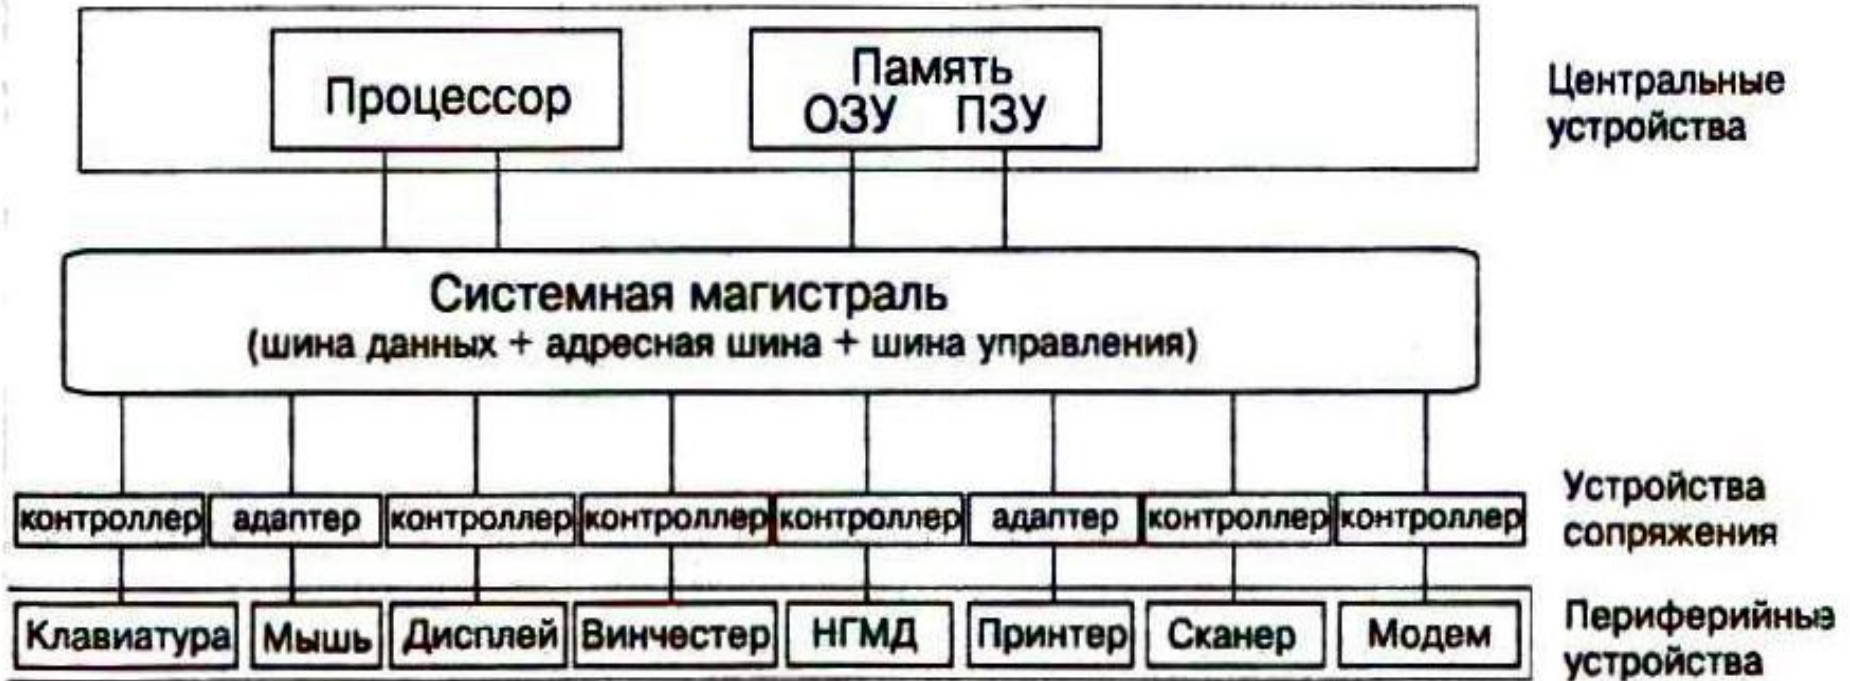 Процессор
Память
ОЗУ ПЗУ
Центральные
устройства
Системная магистраль
(шина данных + адресная шина + шина управления)
контроллер адаптер контроллер контроллер контроллер адаптер контроллер контроллер
Устройства
сопряжения
Клавиатура Мышь Дисплей Винчестер НГМД Принтер Сканер Модем
Периферийные
устройства